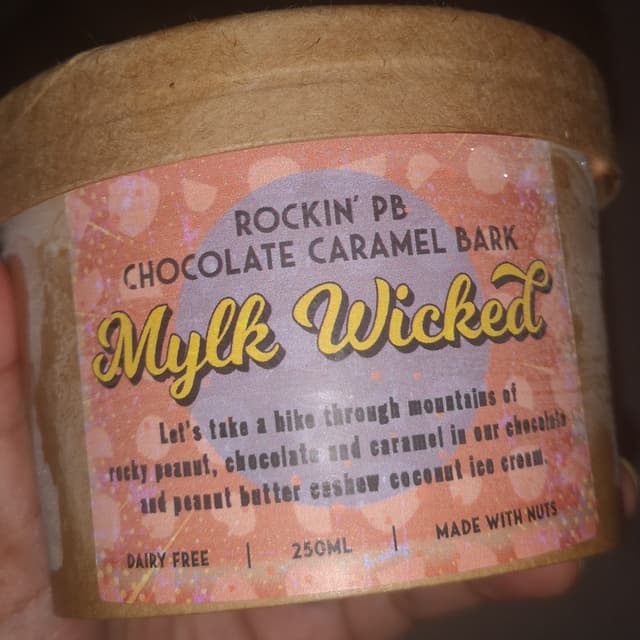 ROCKIN' PB
CHOCOLATE CARAMEL BARK
Mylk Wicked
Let's take a hike through mountains of
rocky peanut, chocolate and caramel in our chocolate
and peanut butter cashew coconut ice cream.
DAIRY FREE | 250ML | MADE WITH NUTS